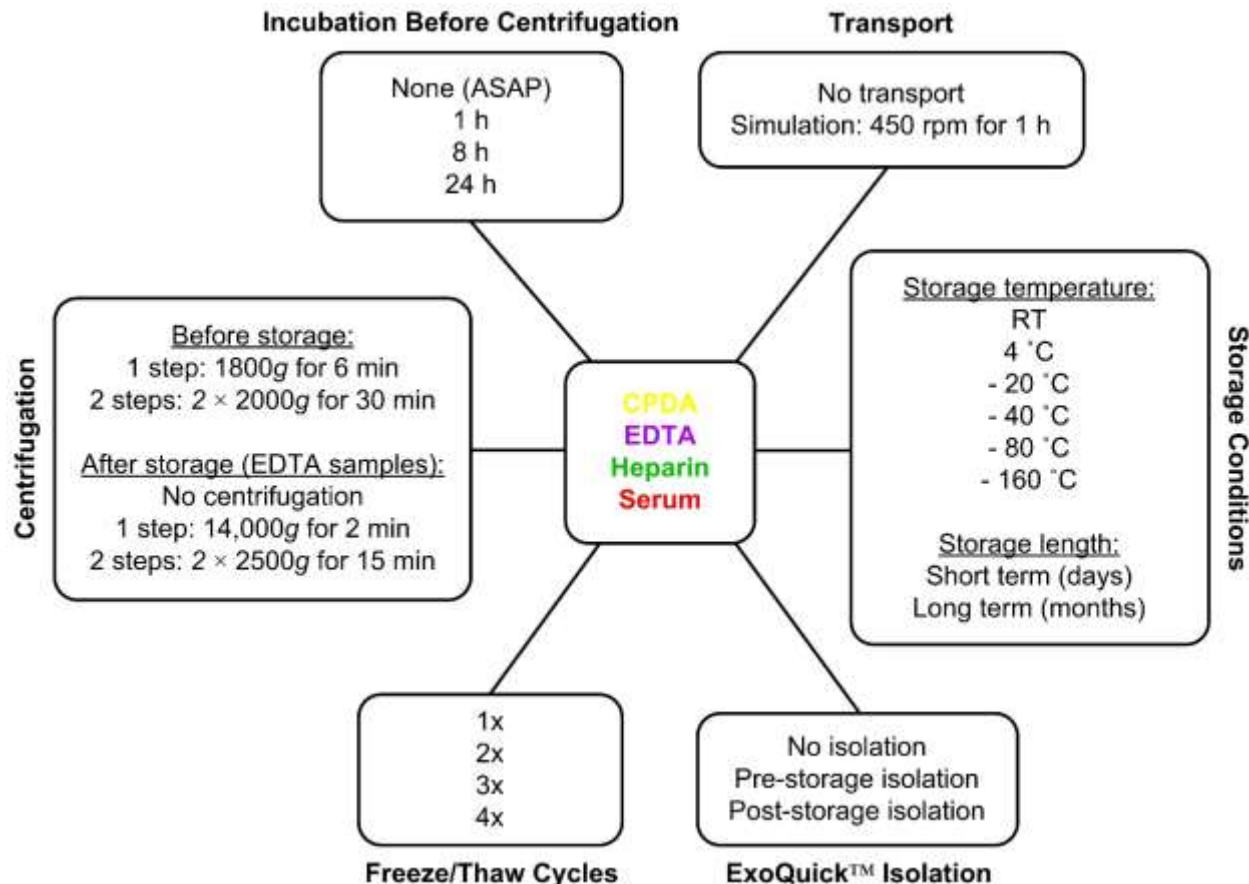 Incubation Before Centrifugation
None (ASAP)
1 h
8 h
24 h
Transport
No transport
Simulation: 450 rpm for 1 h
Centrifugation
Before storage:
1 step: 1800g for 6 min
2 steps: 2 × 2000g for 30 min
After storage (EDTA samples):
No centrifugation
1 step: 14,000g for 2 min
2 steps: 2 × 2500g for 15 min
CPDA
EDTA
Heparin
Serum
Storage Conditions
Storage temperature:
RT
4 ˚C
- 20 ˚C
- 40 ˚C
- 80 ˚C
- 160 ˚C
Storage length:
Short term (days)
Long term (months)
1x
2x
3x
4x
Freeze/Thaw Cycles
No isolation
Pre-storage isolation
Post-storage isolation
ExoQuick™ Isolation